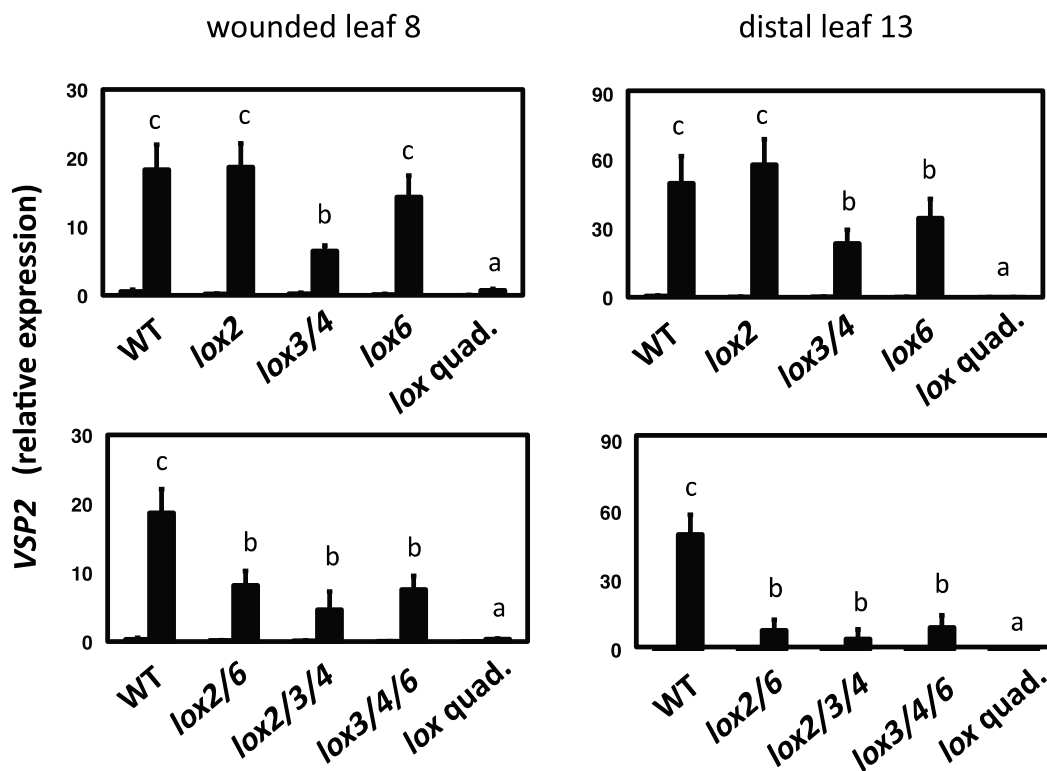 wounded leaf 8
distal leaf 13
VSP2 (relative expression)
30
20
10
0
c
c
b
c
a
WT
lox2
lox3/4
lox6
lox quad.
90
60
30
0
c
c
b
b
a
WT
lox2
lox3/4
lox6
lox quad.
30
20
10
0
c
b
b
b
a
WT
lox2/6
lox2/3/4
lox3/4/6
lox quad.
90
60
30
0
c
b
b
b
a
WT
lox2/6
lox2/3/4
lox3/4/6
lox quad.